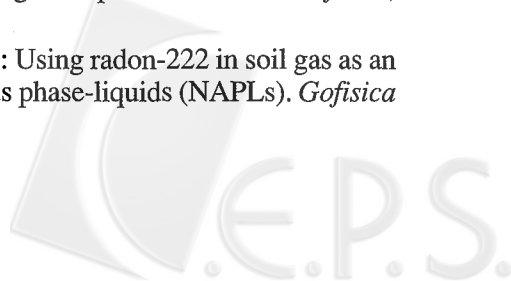 : Using radon-222 in soil gas as an
phase-liquids (NAPLs). Gofisica
C.E.P.S.